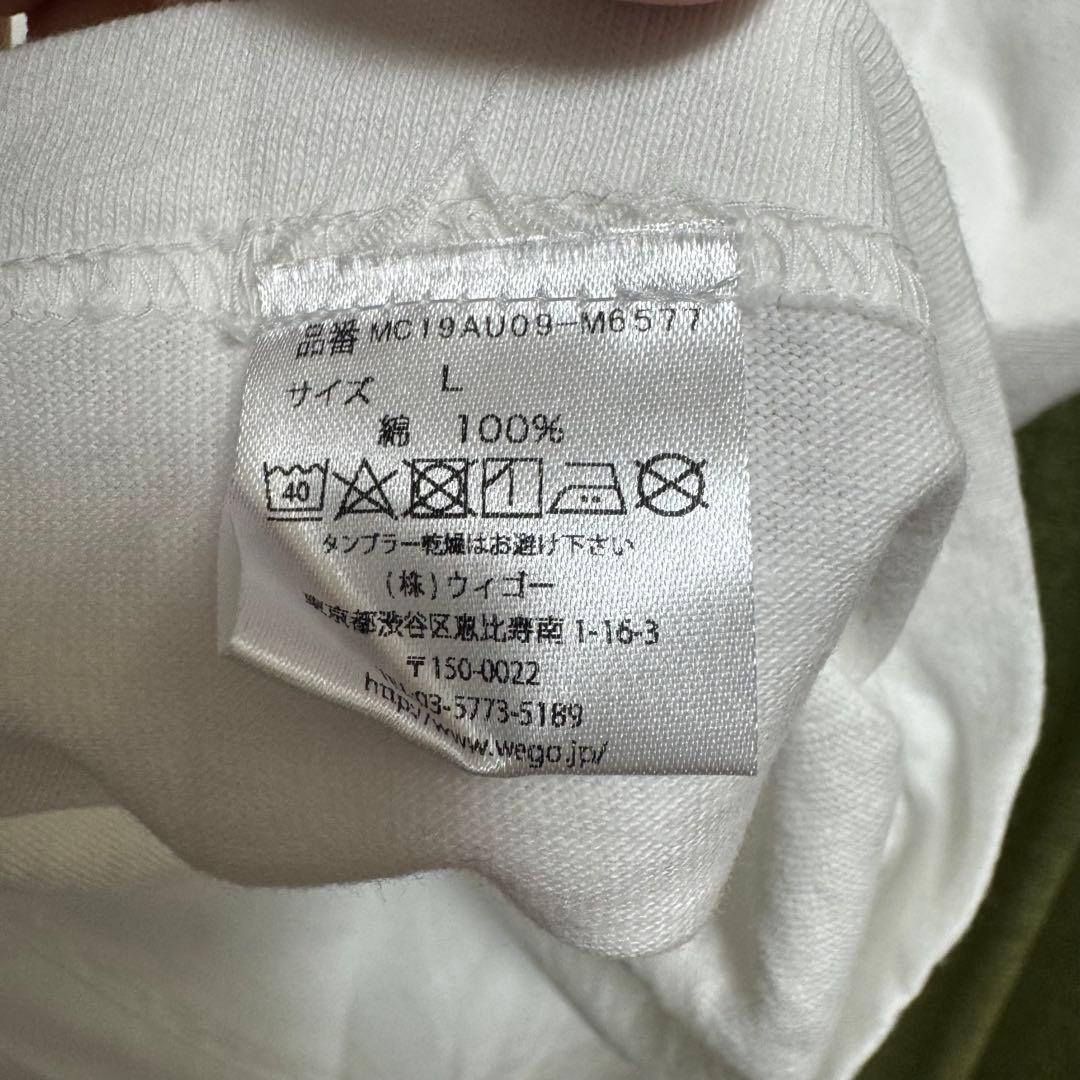 品番 MC19AU09-M6577
サイズ L
綿 100%
40
タンブラー乾燥はお避け下さい
(株)ウィゴー
東京都渋谷区恵比寿南 1-16-3
〒150-0022
03-5773-5189
http://www.wego.jp/